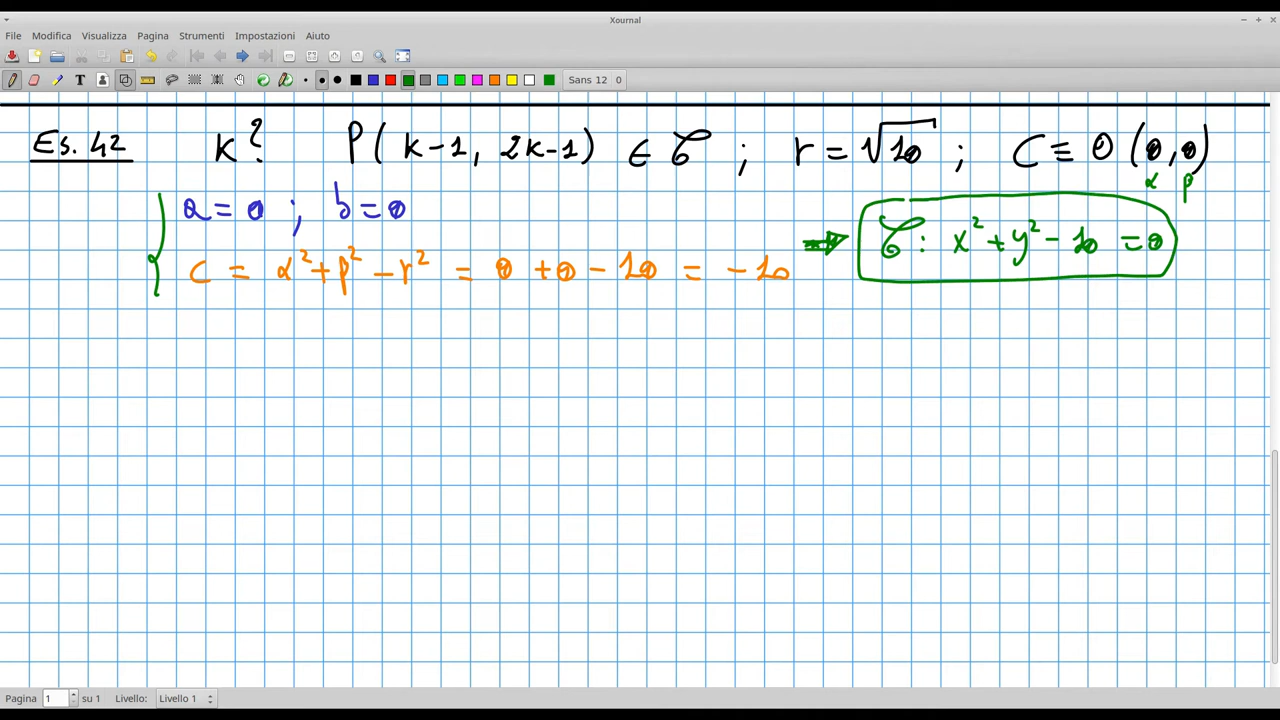 Xournal
File Modifica Visualizza Pagina Strumenti Impostazioni Aiuto
Sans 12 0
Es. 42 K? P(k-1, 2k-1) ∈ 𝒞 ; r = √10 ; C ≡ O (0,0)
α β
a = 0 ; b = 0
⇒ 𝒞: x² + y² - 10 = 0
c = α² + β² - r² = 0 + 0 - 10 = -10
Pagina 1 su 1 Livello: Livello 1